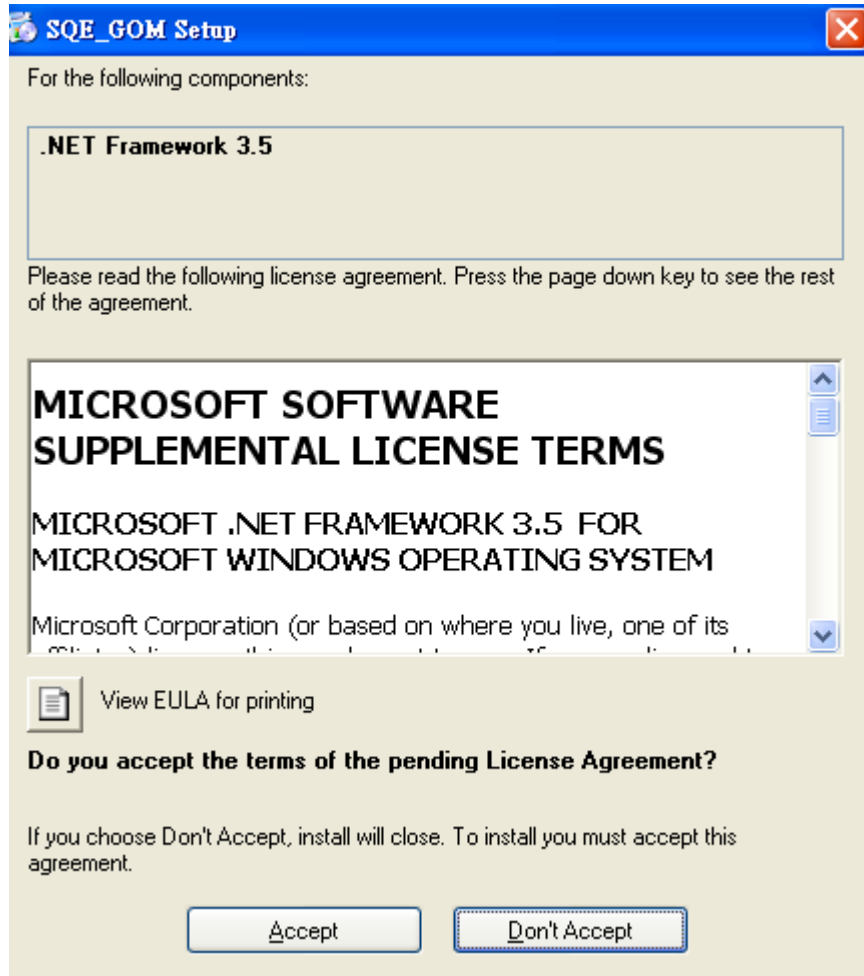 SQE_GOM Setup
For the following components:
.NET Framework 3.5
Please read the following license agreement. Press the page down key to see the rest
of the agreement.
MICROSOFT SOFTWARE
SUPPLEMENTAL LICENSE TERMS
MICROSOFT .NET FRAMEWORK 3.5 FOR
MICROSOFT WINDOWS OPERATING SYSTEM
Microsoft Corporation (or based on where you live, one of its
View EULA for printing
Do you accept the terms of the pending License Agreement?
If you choose Don't Accept, install will close. To install you must accept this
agreement.
Accept
Don't Accept